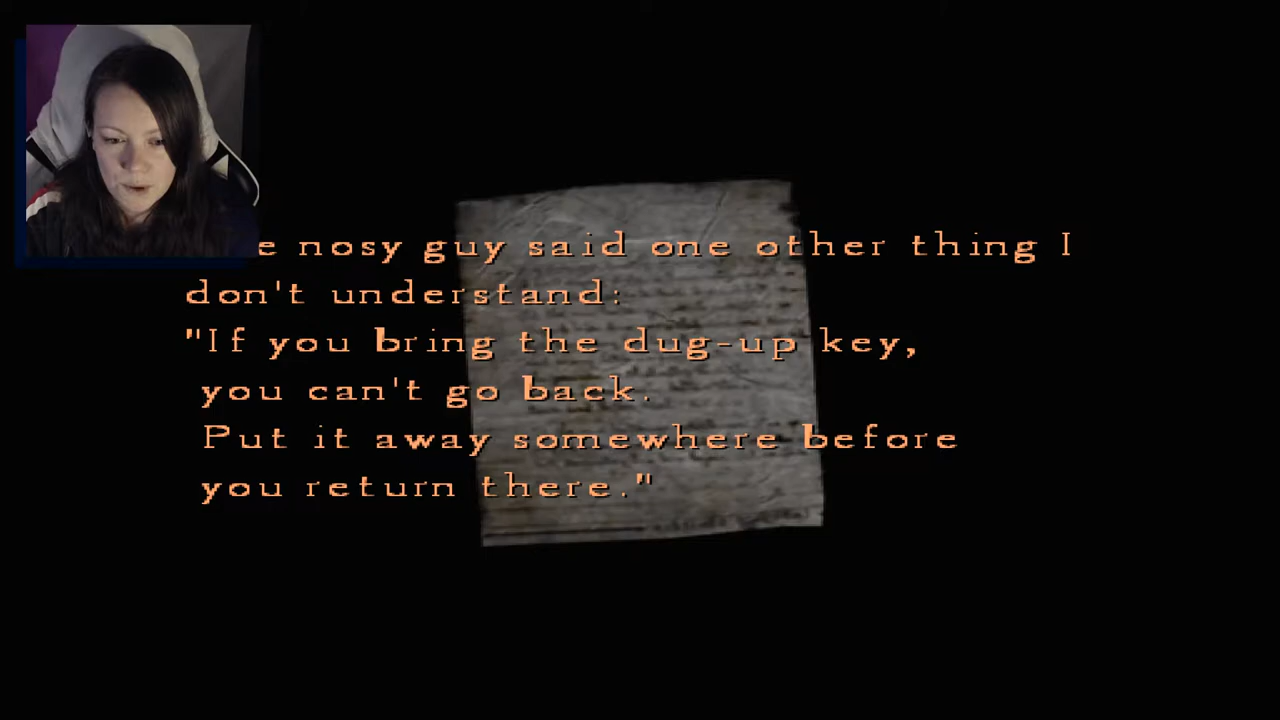 nosy guy said one other thing I
don't understand:
"If you bring the dug-up key,
you can't go back.
Put it away somewhere before
you return there."